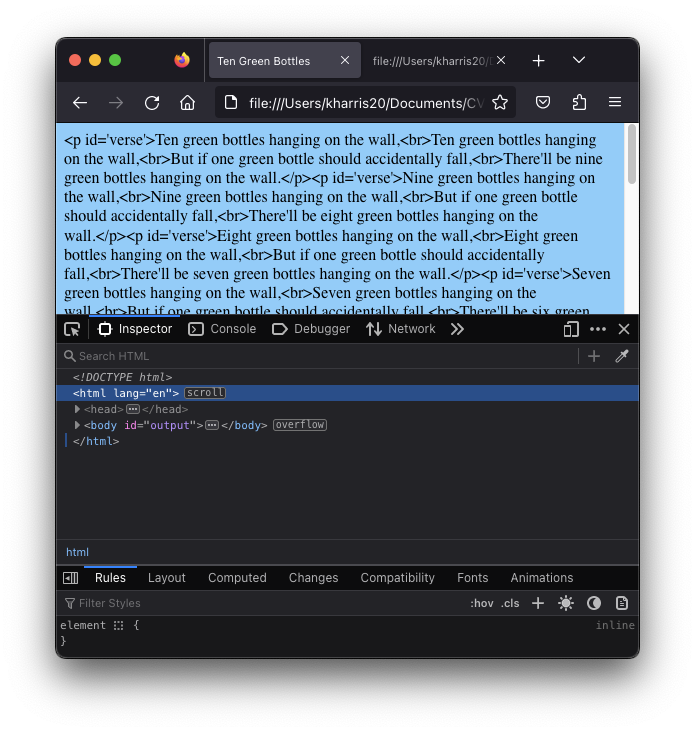 Ten Green Bottles
file:///Users/kharris20/D
file:///Users/kharris20/Documents/CV
<p id='verse'>Ten green bottles hanging on the wall,<br>Ten green bottles hanging
on the wall,<br>But if one green bottle should accidentally fall,<br>There'll be nine
green bottles hanging on the wall.</p><p id='verse'>Nine green bottles hanging on the
wall,<br>Nine green bottles hanging on the wall,<br>But if one green bottle
should accidentally fall,<br>There'll be eight green bottles hanging on the
wall.</p><p id='verse'>Eight green bottles hanging on the wall,<br>Eight green
bottles hanging on the wall,<br>But if one green bottle should accidentally
fall,<br>There'll be seven green bottles hanging on the wall.</p><p id='verse'>Seven
green bottles hanging on the wall,<br>Seven green bottles hanging on the
wall,<br>But if one green bottle should accidentally fall,<br>There'll be six green
Inspector Console Debugger Network
Search HTML
<!DOCTYPE html>
<html lang="en"> scroll
<head> </head>
<body id="output"> </body> overflow
</html>
html
Rules Layout Computed Changes Compatibility Fonts Animations
Filter Styles :hov .cls
element { inline
}